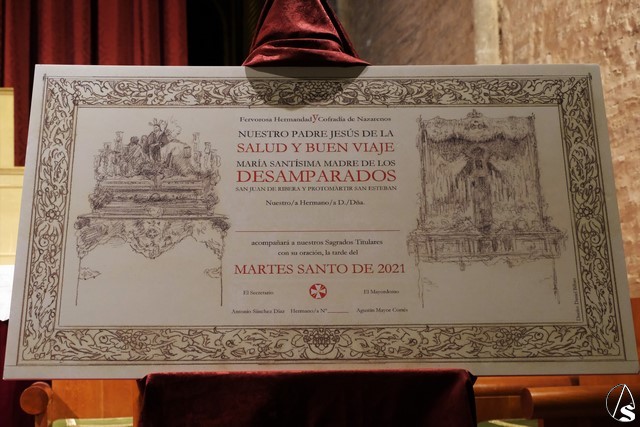 Fervorosa Hermandad y Cofradía de Nazarenos
NUESTRO PADRE JESÚS DE LA
SALUD Y BUEN VIAJE
MARÍA SANTÍSIMA MADRE DE LOS
DESAMPARADOS
SAN JUAN DE RIBERA Y PROTOMÁRTIR SAN ESTEBAN
Nuestro/a Hermano/a D./Dña.
acompañará a nuestros Sagrados Titulares
con su oración, la tarde del
MARTES SANTO DE 2021
El Secretario El Mayordomo
Antonio Sánchez Díaz Hermano/a Nº_______ Agustín Mayor Cortés